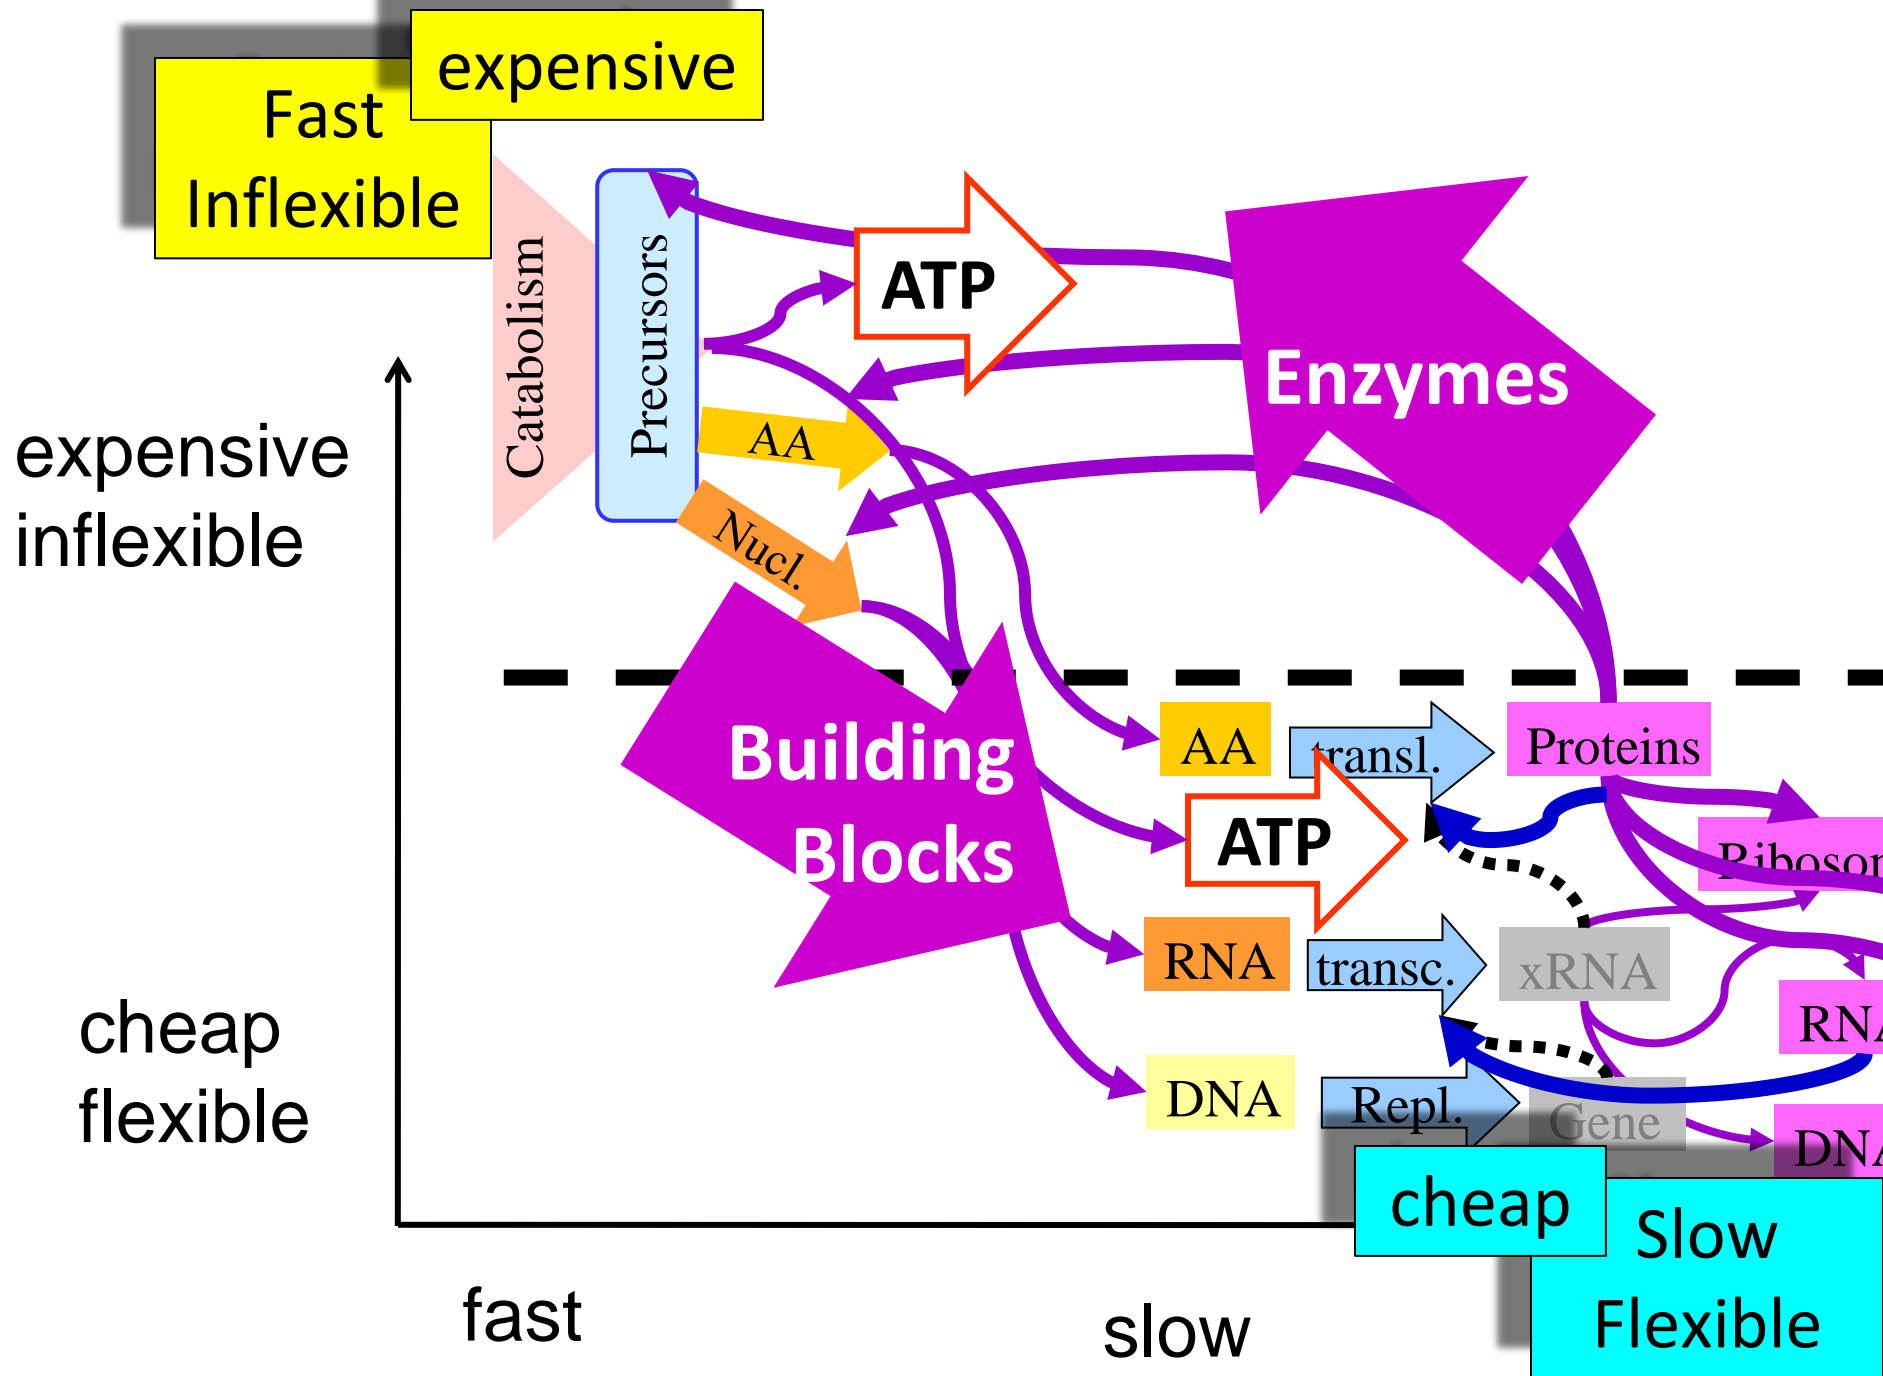 expensive
Fast
Inflexible
Catabolism
Precursors
ATP
Enzymes
AA
Nucl.
expensive
inflexible
Building
Blocks
AA
transl.
Proteins
ATP
RNA
transc.
xRNA
DNA
Repl.
Gene
cheap
flexible
cheap
Slow
Flexible
fast
slow